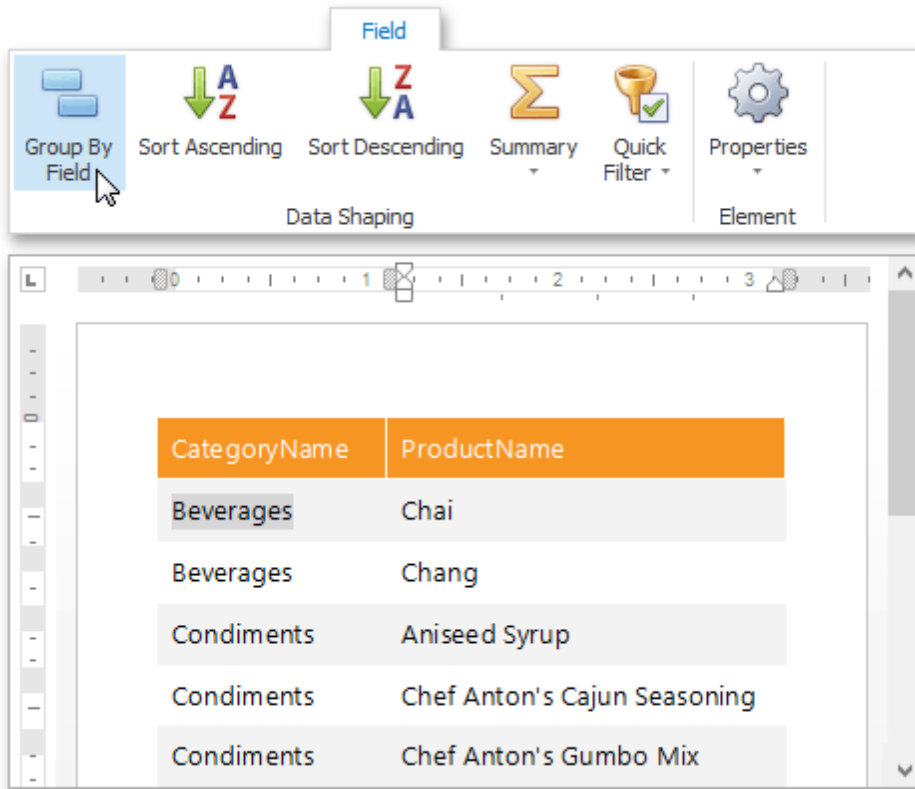 Field
Group By Field
Sort Ascending
Sort Descending
Summary
Quick Filter
Properties
Data Shaping
Element
L
0 1 2 3
0
CategoryName ProductName
Beverages Chai
Beverages Chang
Condiments Aniseed Syrup
Condiments Chef Anton's Cajun Seasoning
Condiments Chef Anton's Gumbo Mix